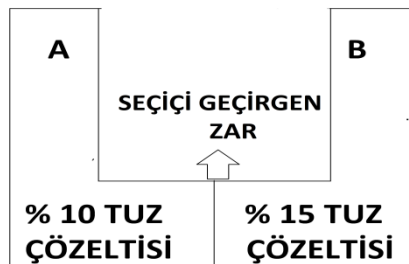 A
B
SEÇİÇİ GEÇİRGEN
ZAR
% 10 TUZ
ÇÖZELTİSİ
% 15 TUZ
ÇÖZELTİSİ